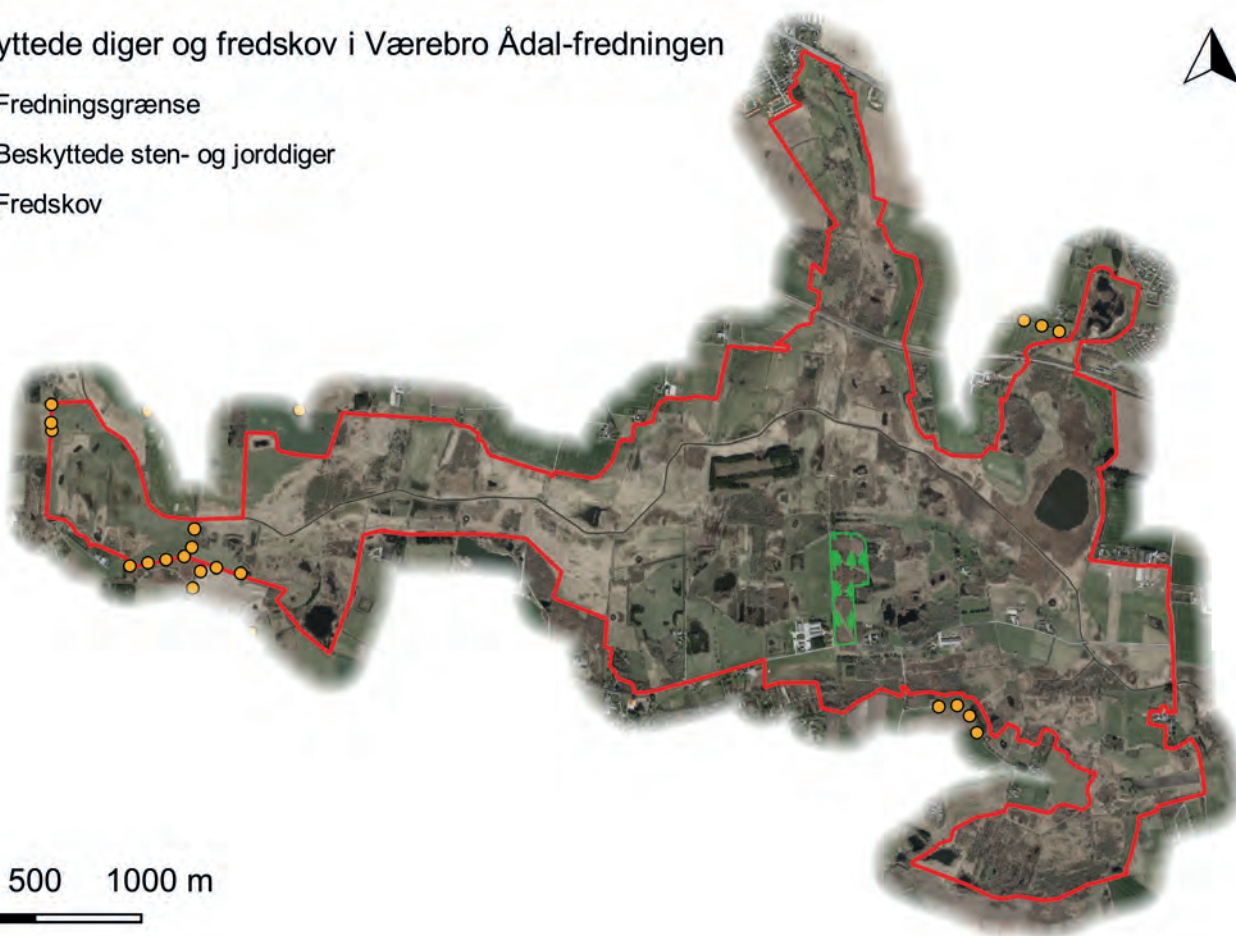 yttede diger og fredskov i Værebro Ådal-fredningen
Fredningsgrænse
Beskyttede sten- og jorddiger
Fredskov
500 1000 m